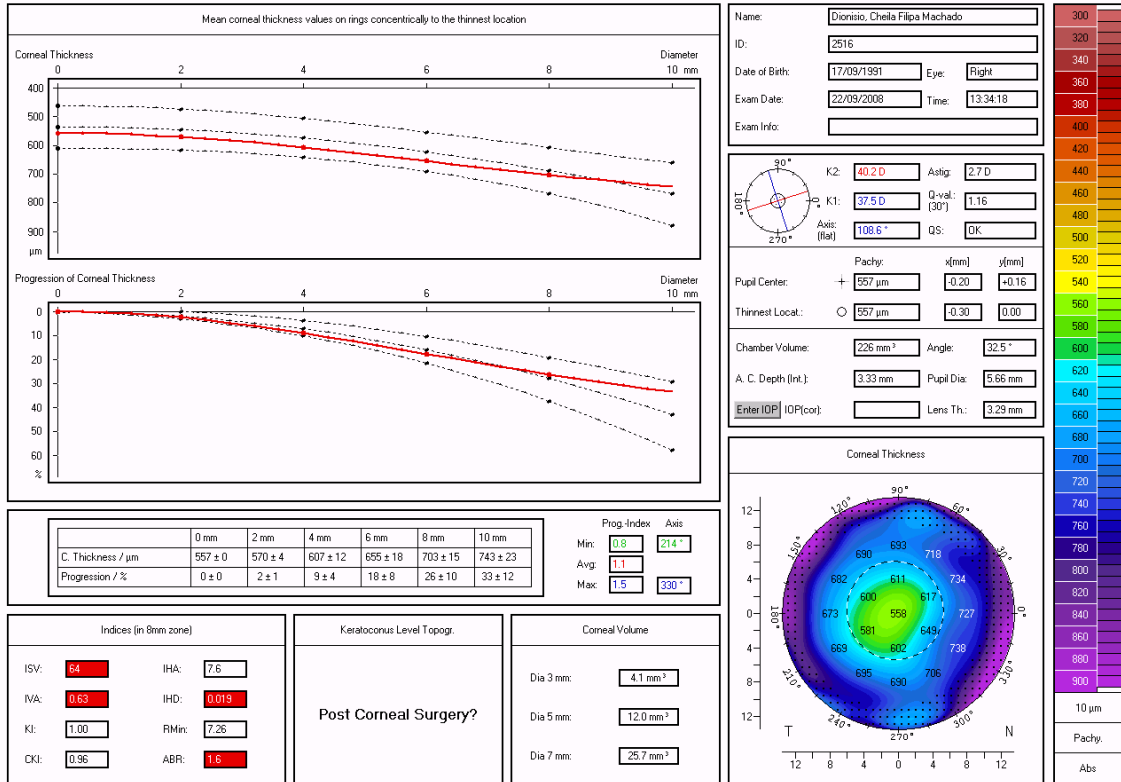 Mean corneal thickness values on rings concentrically to the thinnest location
Corneal Thickness Diameter
0 2 4 6 8 10 mm
400
500
600
700
800
900
µm
Progression of Corneal Thickness Diameter
0 2 4 6 8 10 mm
0
10
20
30
40
50
60
%
0 mm 2 mm 4 mm 6 mm 8 mm 10 mm
C. Thickness / µm 557 ± 0 570 ± 4 607 ± 12 655 ± 18 703 ± 15 743 ± 23
Progression / % 0 ± 0 2 ± 1 9 ± 4 18 ± 8 26 ± 10 33 ± 12
Prog.-Index Axis
Min: 0.8 214 °
Avg: 1.1
Max: 1.5 330 °
Indices (in 8mm zone)
ISV: 64 IHA: 7.6
IVA: 0.63 IHD: 0.019
KI: 1.00 RMin: 7.26
CKI: 0.96 ABR: 1.6
Keratoconus Level Topogr.
Post Corneal Surgery?
Corneal Volume
Dia 3 mm: 4.1 mm³
Dia 5 mm: 12.0 mm³
Dia 7 mm: 25.7 mm³
Name: Dionisio, Cheila Filipa Machado
ID: 2516
Date of Birth: 17/09/1991 Eye: Right
Exam Date: 22/09/2008 Time: 13:34:18
Exam Info:
90°
180°
0°
270°
K2: 40.2 D Astig: 2.7 D
K1: 37.5 D Q-val.: (30°) 1.16
Axis: (flat) 108.6 ° QS: OK
Pachy: x[mm] y[mm]
Pupil Center: + 557 µm -0.20 +0.16
Thinnest Locat.: O 557 µm -0.30 0.00
Chamber Volume: 226 mm³ Angle: 32.5 °
A. C. Depth (Int.): 3.33 mm Pupil Dia: 5.66 mm
Enter IOP IOP(cor): Lens Th.: 3.29 mm
Corneal Thickness
90°
120° 60°
150°
180° 0°
210° 330°
240° 300°
270°
12
8
4
0
4
8
12
693
690 718
682 611 734
600 617
673 558 727
581 649
669 602 738
695 706
690
T N
12 8 4 0 4 8 12
300
320
340
360
380
400
420
440
460
480
500
520
540
560
580
600
620
640
660
680
700
720
740
760
780
800
820
840
860
880
900
10 µm
Pachy.
Abs